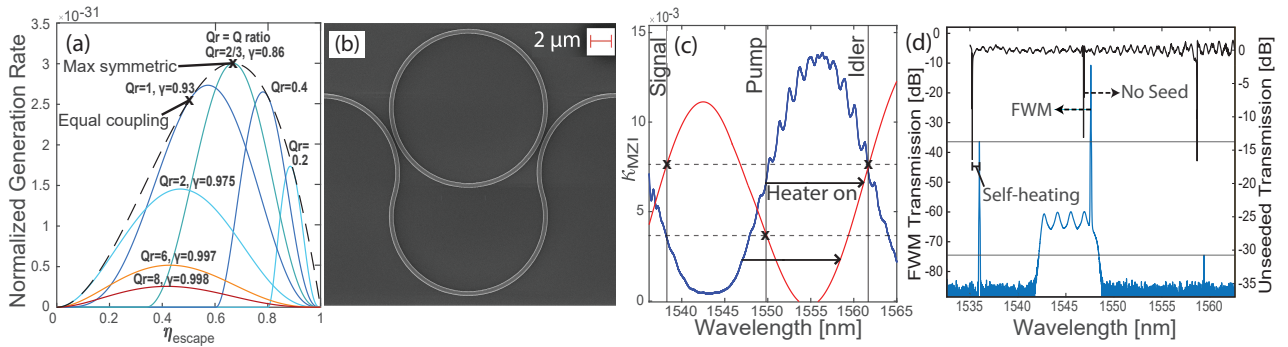 (a)
×10-31
Normalized Generation Rate
3.5
3
2.5
2
1.5
1
0.5
0
0
0.2
0.4
0.6
0.8
1
ηescape
Qr = Q ratio
Qr=2/3, γ=0.86
Max symmetric
Qr=1, γ=0.93
Equal coupling
Qr=0.4
Qr=
0.2
Qr=2, γ=0.975
Qr=6, γ=0.997
Qr=8, γ=0.998
(b)
2 μm
(c)
×10-3
κMZI
15
10
5
0
1540
1545
1550
1555
1560
1565
Wavelength [nm]
Signal
Pump
Idler
Heater on
(d)
FWM Transmission [dB]
10
0
-10
-20
-30
-40
-50
-60
-70
-80
1535
1540
1545
1550
1555
1560
Wavelength [nm]
Unseeded Transmission [dB]
0
-5
-10
-15
-20
-25
-30
-35
No Seed
FWM
Self-heating